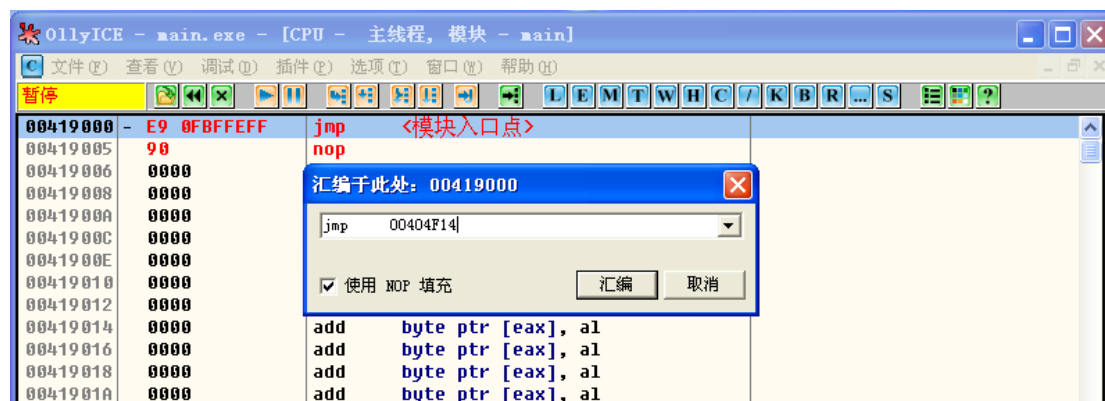 OllyICE - main.exe - [CPU - 主线程, 模块 - main]
C 文件(F) 查看(V) 调试(D) 插件(P) 选项(T) 窗口(W) 帮助(H)
暂停 L E M T W H C / K B R ... S ?
00419000 - E9 0FBFFEFF jmp <模块入口点>
00419005 90 nop
00419006 0000
00419008 0000
0041900A 0000
0041900C 0000
0041900E 0000
00419010 0000
00419012 0000
汇编于此处: 00419000
jmp 00404F14
使用 NOP 填充 汇编 取消
00419014 0000 add byte ptr [eax], al
00419016 0000 add byte ptr [eax], al
00419018 0000 add byte ptr [eax], al
0041901A 0000 add byte ptr [eax], al